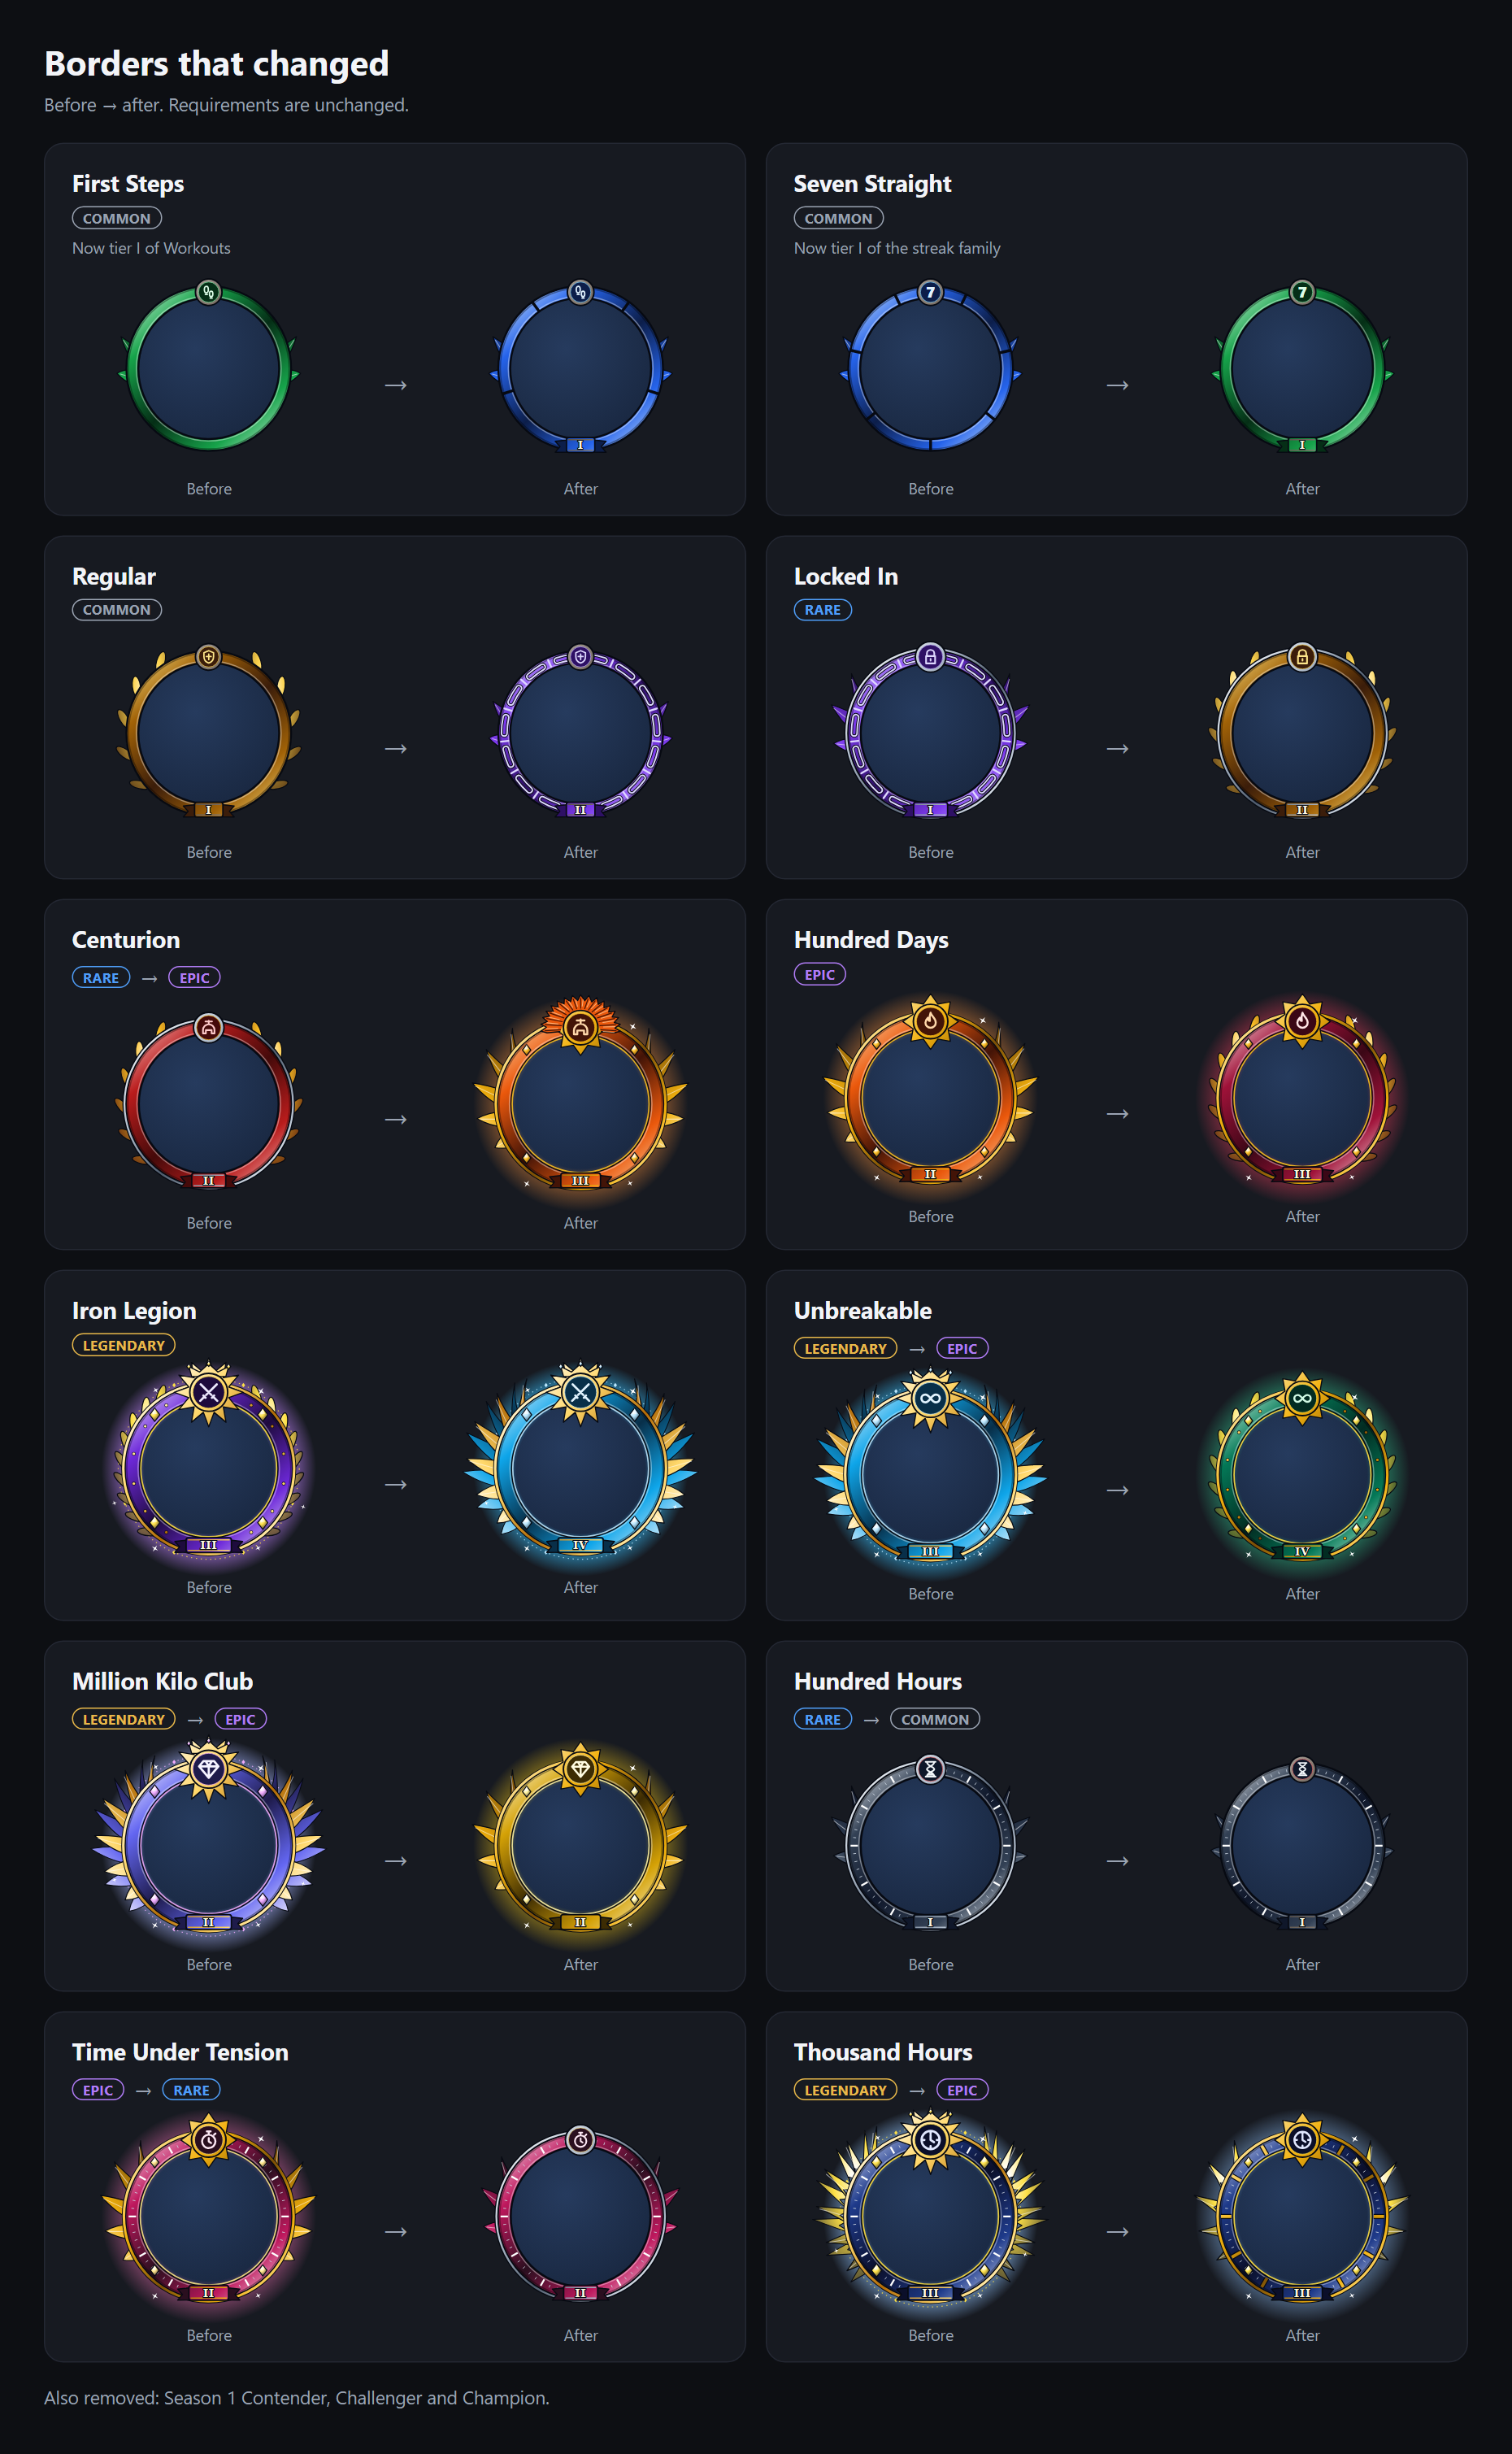 Borders that changed
Before → after. Requirements are unchanged.
First Steps
COMMON
Now tier I of Workouts
→
I
Before
After
Seven Straight
COMMON
Now tier I of the streak family
7
→
7
I
Before
After
Regular
COMMON
I
→
II
Before
After
Locked In
RARE
I
→
II
Before
After
Centurion
RARE → EPIC
II
→
III
Before
After
Hundred Days
EPIC
II
→
III
Before
After
Iron Legion
LEGENDARY
III
→
IV
Before
After
Unbreakable
LEGENDARY → EPIC
III
→
IV
Before
After
Million Kilo Club
LEGENDARY → EPIC
II
→
II
Before
After
Hundred Hours
RARE → COMMON
I
→
I
Before
After
Time Under Tension
EPIC → RARE
II
→
II
Before
After
Thousand Hours
LEGENDARY → EPIC
III
→
III
Before
After
Also removed: Season 1 Contender, Challenger and Champion.